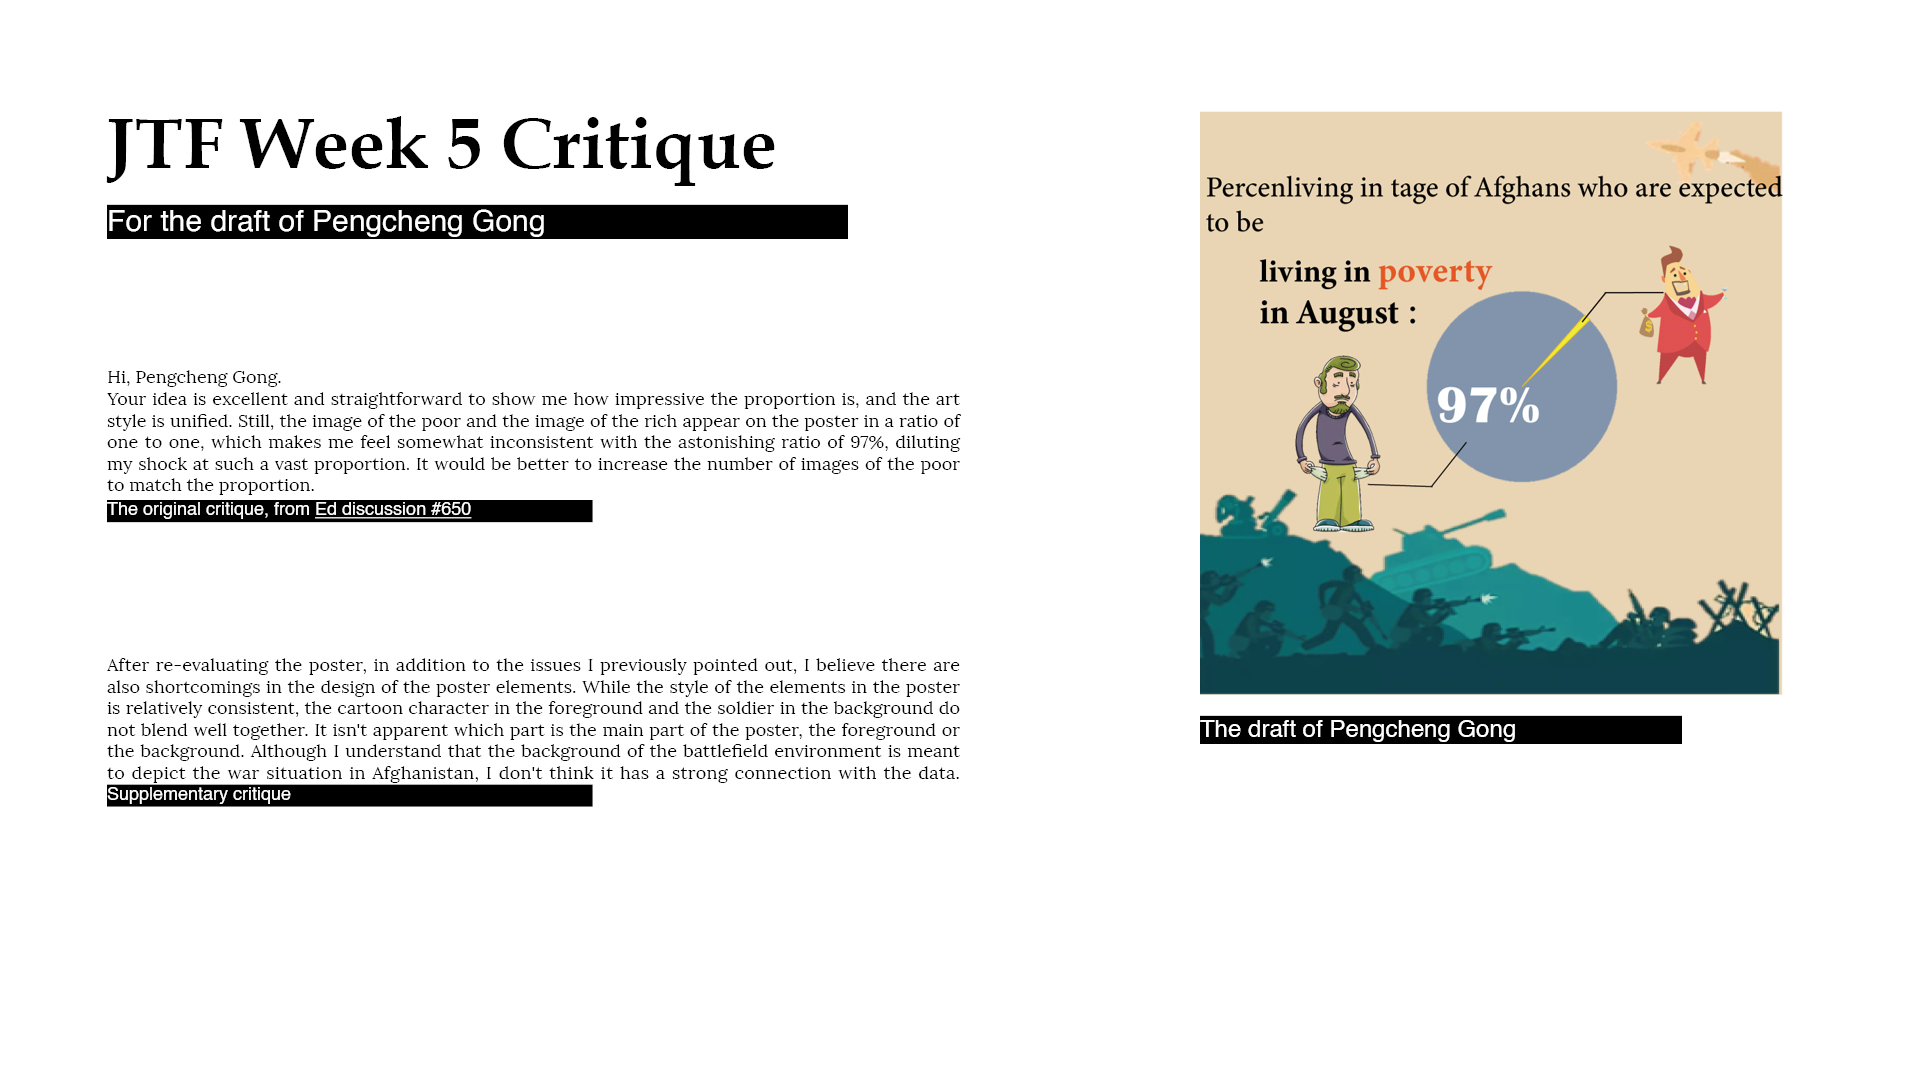 JTF Week 5 Critique
For the draft of Pengcheng Gong
Hi, Pengcheng Gong.
Your idea is excellent and straightforward to show me how impressive the proportion is, and the art
style is unified. Still, the image of the poor and the image of the rich appear on the poster in a ratio of
one to one, which makes me feel somewhat inconsistent with the astonishing ratio of 97%, diluting
my shock at such a vast proportion. It would be better to increase the number of images of the poor
to match the proportion.
The original critique, from Ed discussion #650
After re-evaluating the poster, in addition to the issues I previously pointed out, I believe there are
also shortcomings in the design of the poster elements. While the style of the elements in the poster
is relatively consistent, the cartoon character in the foreground and the soldier in the background do
not blend well together. It isn't apparent which part is the main part of the poster, the foreground or
the background. Although I understand that the background of the battlefield environment is meant
to depict the war situation in Afghanistan, I don't think it has a strong connection with the data.
Supplementary critique
Percenliving in tage of Afghans who are expected
to be
living in poverty
in August :
97%
$
The draft of Pengcheng Gong